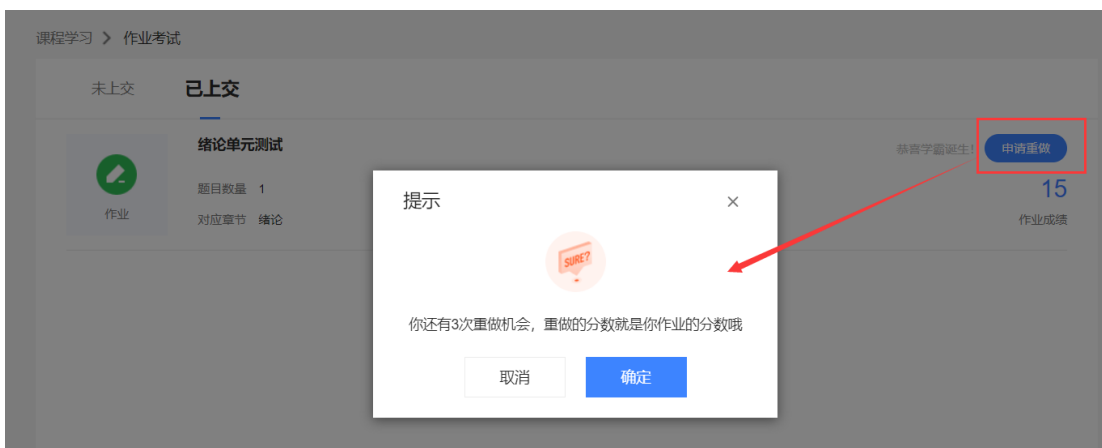 课程学习 > 作业考试
未上交 已上交
绪论单元测试
恭喜学霸诞生! 申请重做
题目数量 1
15
作业
对应章节 绪论
作业成绩
提示
×
SURE?
你还有3次重做机会，重做的分数就是你作业的分数哦
取消 确定